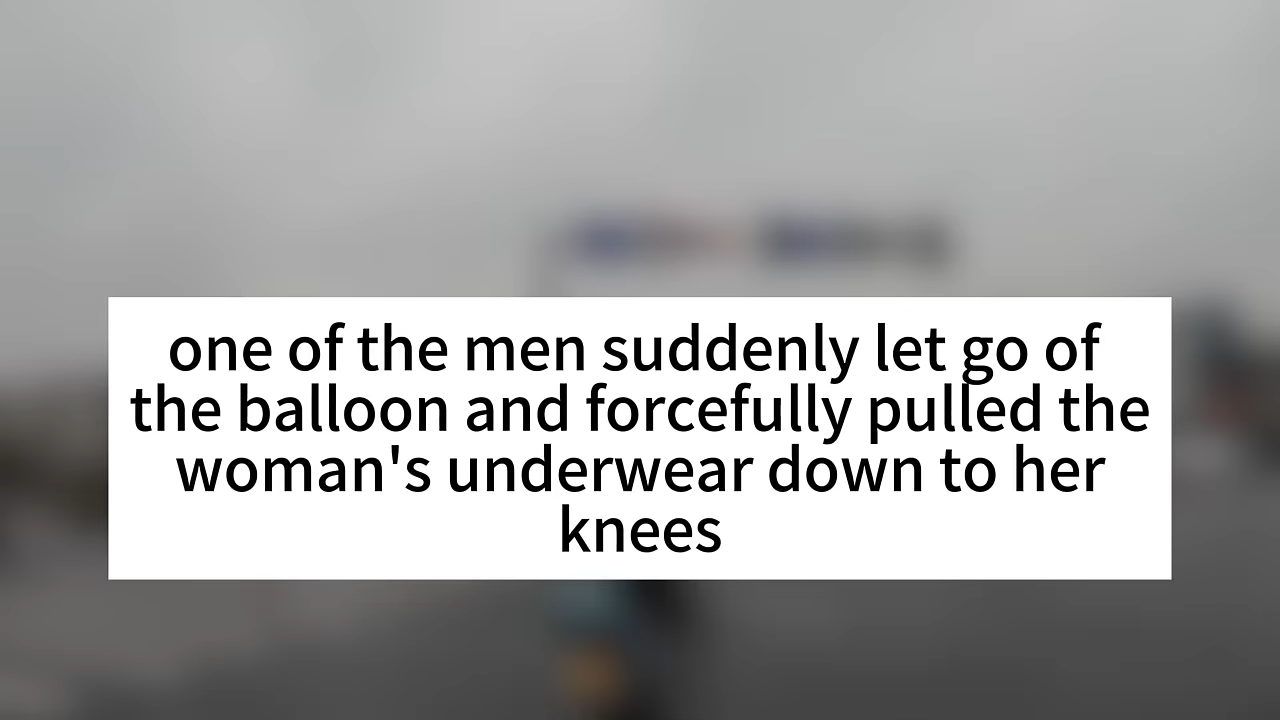 one of the men suddenly let go of
the balloon and forcefully pulled the
woman's underwear down to her
knees